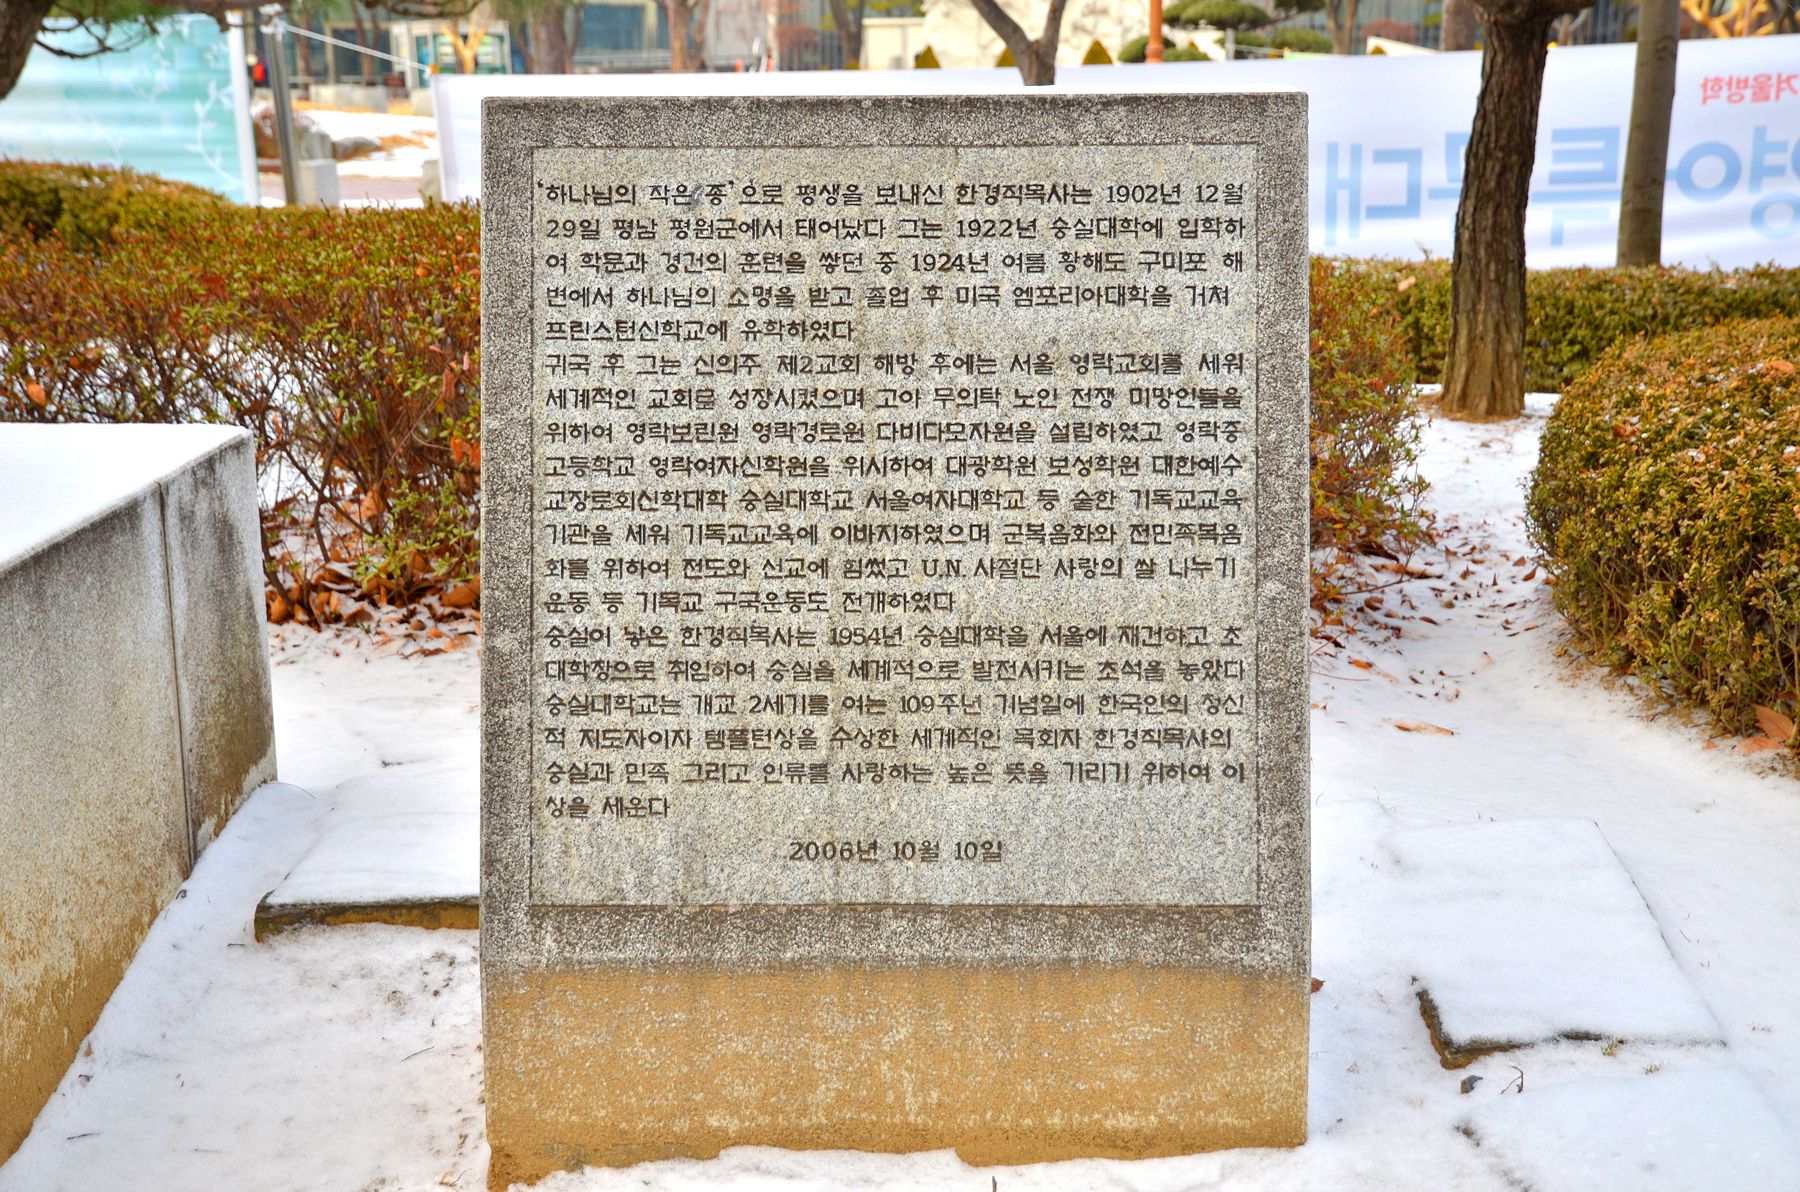 '하나님의 작은 종'으로 평생을 보내신 한경직목사는 1902년 12월
29일 평남 평원군에서 태어났다 그는 1922년 숭실대학에 입학하
여 학문과 경건의 훈련을 쌓던 중 1924년 여름 황해도 구미포 해
변에서 하나님의 소명을 받고 졸업 후 미국 엠포리아대학을 거쳐
프린스턴신학교에 유학하였다
귀국 후 그는 신의주 제2교회 해방 후에는 서울 영락교회를 세워
세계적인 교회로 성장시켰으며 고아 무의탁 노인 전쟁 미망인들을
위하여 영락보린원 영락경로원 다비다모자원을 설립하였고 영락중
고등학교 영락여자신학원을 위시하여 대광학원 보성학원 대한예수
교장로회신학대학 숭실대학교 서울여자대학교 등 숱한 기독교교육
기관을 세워 기독교교육에 이바지하였으며 군복음화와 전민족복음
화를 위하여 전도와 선교에 힘썼고 U.N. 사절단 사랑의 쌀 나누기
운동 등 기독교 구국운동도 전개하였다
숭실이 낳은 한경직목사는 1954년 숭실대학을 서울에 재건하고 초
대학장으로 취임하여 숭실을 세계적으로 발전시키는 초석을 놓았다
숭실대학교는 개교 2세기를 여는 109주년 기념일에 한국인의 정신
적 지도자이자 템플턴상을 수상한 세계적인 목회자 한경직목사의
숭실과 민족 그리고 인류를 사랑하는 높은 뜻을 기리기 위하여 이
상을 세운다
2006년 10월 10일
겨울방학